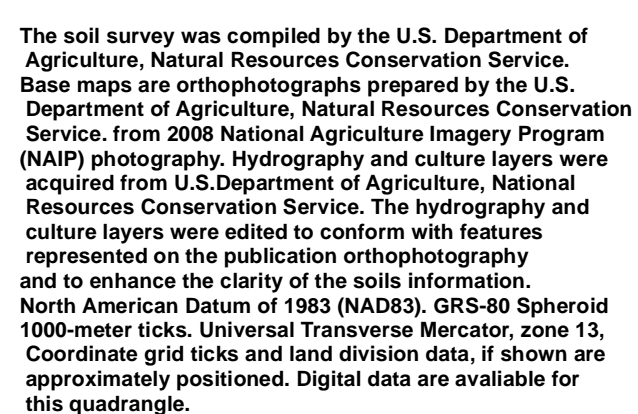 The soil survey was compiled by the U.S. Department of
Agriculture, Natural Resources Conservation Service.
Base maps are orthophotographs prepared by the U.S.
Department of Agriculture, Natural Resources Conservation
Service. from 2008 National Agriculture Imagery Program
(NAIP) photography. Hydrography and culture layers were
acquired from U.S.Department of Agriculture, National
Resources Conservation Service. The hydrography and
culture layers were edited to conform with features
represented on the publication orthophotography
and to enhance the clarity of the soils information.
North American Datum of 1983 (NAD83). GRS-80 Spheroid
1000-meter ticks. Universal Transverse Mercator, zone 13,
Coordinate grid ticks and land division data, if shown are
approximately positioned. Digital data are avaliable for
this quadrangle.